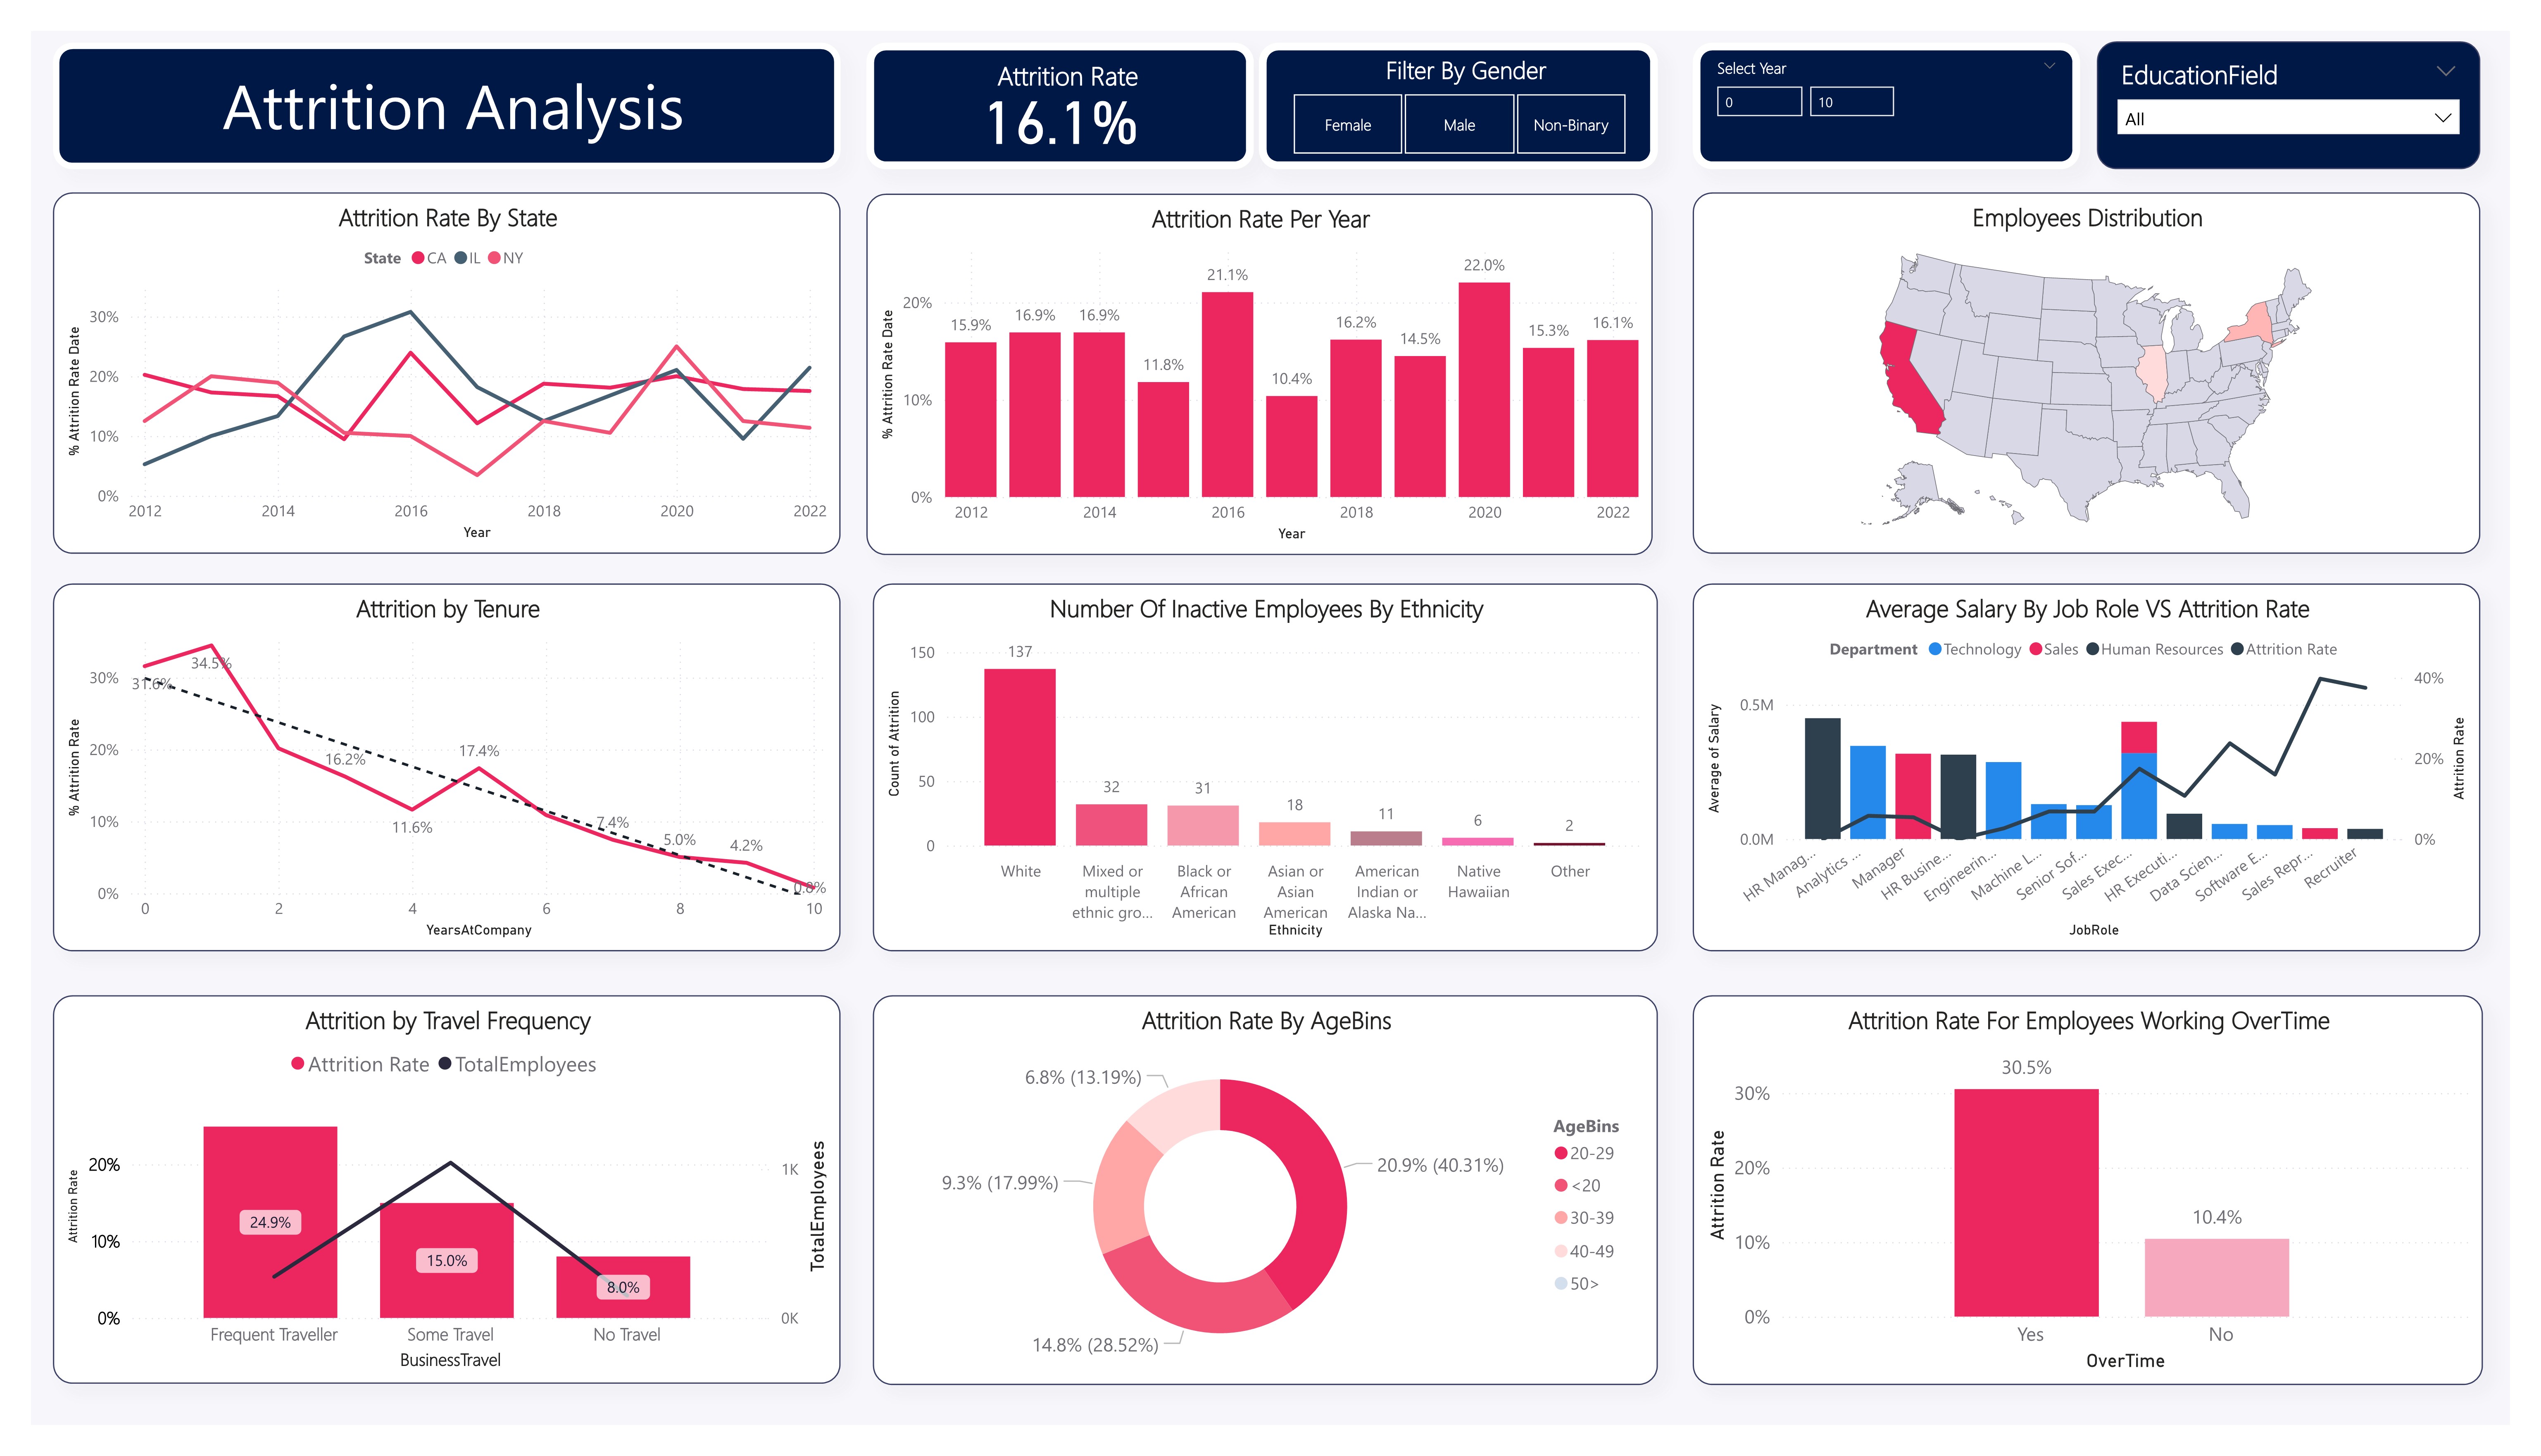 Attrition Analysis
Attrition Rate
16.1%
Filter By Gender
Female Male Non-Binary
Select Year
0 10
EducationField
All
Attrition Rate By State
State CA IL NY
% Attrition Rate Date
30%
20%
10%
0%
2012 2014 2016 2018 2020 2022
Year
Attrition Rate Per Year
% Attrition Rate Date
20%
10%
0%
15.9% 16.9% 16.9% 11.8% 21.1% 10.4% 16.2% 14.5% 22.0% 15.3% 16.1%
2012 2014 2016 2018 2020 2022
Year
Employees Distribution
Attrition by Tenure
% Attrition Rate
30%
20%
10%
0%
31.6% 34.5% 16.2% 11.6% 17.4% 7.4% 5.0% 4.2% 0.8%
0 2 4 6 8 10
YearsAtCompany
Number Of Inactive Employees By Ethnicity
Count of Attrition
150
100
50
0
137 32 31 18 11 6 2
White
Mixed or
multiple
ethnic gro...
Black or
African
American
Asian or
Asian
American
American
Indian or
Alaska Na...
Native
Hawaiian
Other
Ethnicity
Average Salary By Job Role VS Attrition Rate
Department Technology Sales Human Resources Attrition Rate
Average of Salary
0.5M
0.0M
40%
20%
0%
Attrition Rate
HR Manag...
Analytics ...
Manager
HR Busine...
Engineerin...
Machine L...
Senior Sof...
Sales Exec...
HR Executi...
Data Scien...
Software E...
Sales Repr...
Recruiter
JobRole
Attrition by Travel Frequency
Attrition Rate TotalEmployees
Attrition Rate
20%
10%
0%
24.9% 15.0% 8.0%
1K
0K
TotalEmployees
Frequent Traveller Some Travel No Travel
BusinessTravel
Attrition Rate By AgeBins
6.8% (13.19%)
9.3% (17.99%)
20.9% (40.31%)
14.8% (28.52%)
AgeBins
20-29
<20
30-39
40-49
50>
Attrition Rate For Employees Working OverTime
Attrition Rate
30%
20%
10%
0%
30.5%
10.4%
Yes No
OverTime